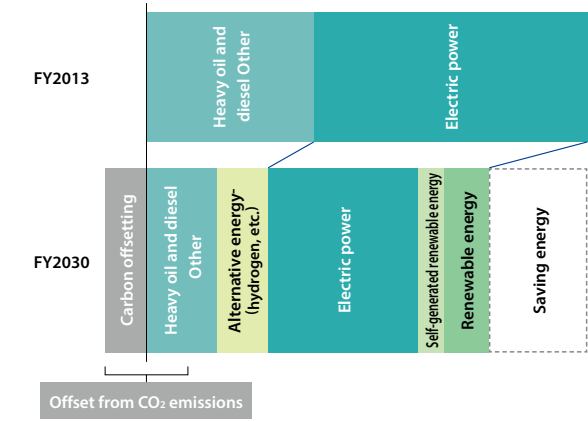 FY2013
Heavy oil and
diesel Other
Electric power
FY2030
Carbon offsetting
Heavy oil and diesel
Other
Alternative energy-
(hydrogen, etc.)
Electric power
Self-generated renewable energy
Renewable energy
Saving energy
Offset from CO₂ emissions